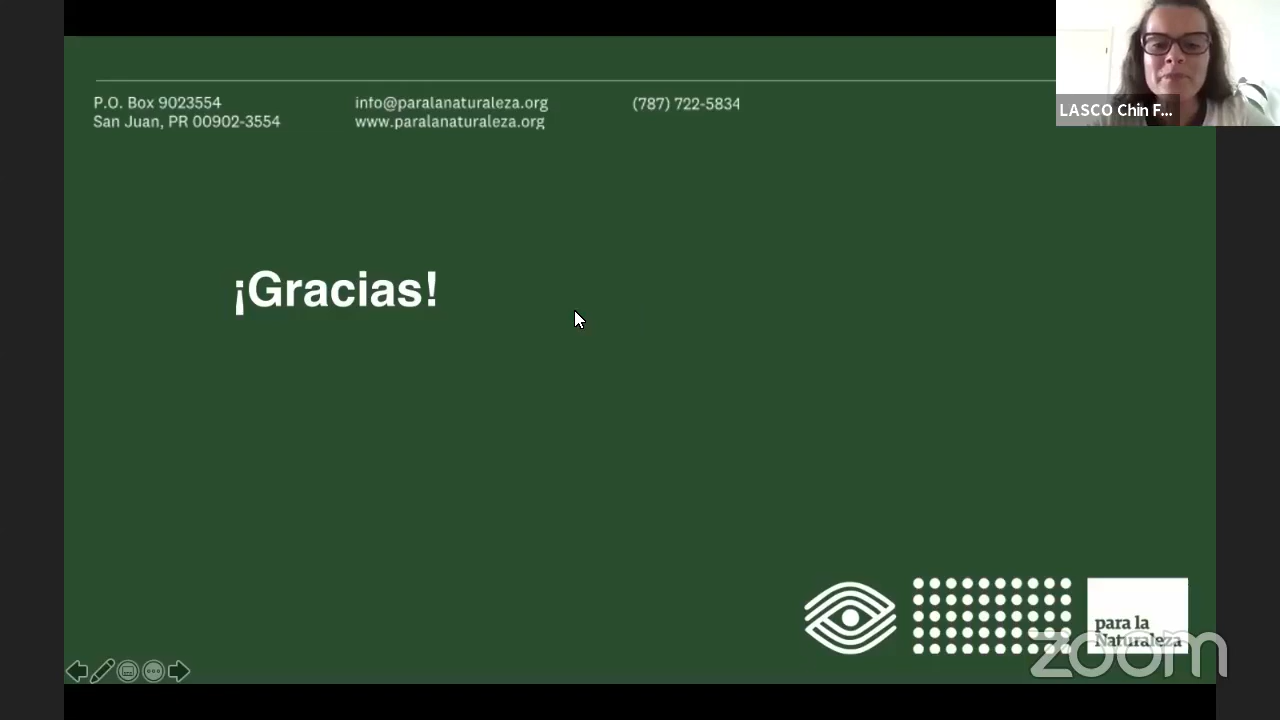 P.O. Box 9023554
San Juan, PR 00902-3554
info@paralanaturaleza.org
www.paralanaturaleza.org
(787) 722-5834
LASCO Chin F...
¡Gracias!
para la
Naturaleza
zoom